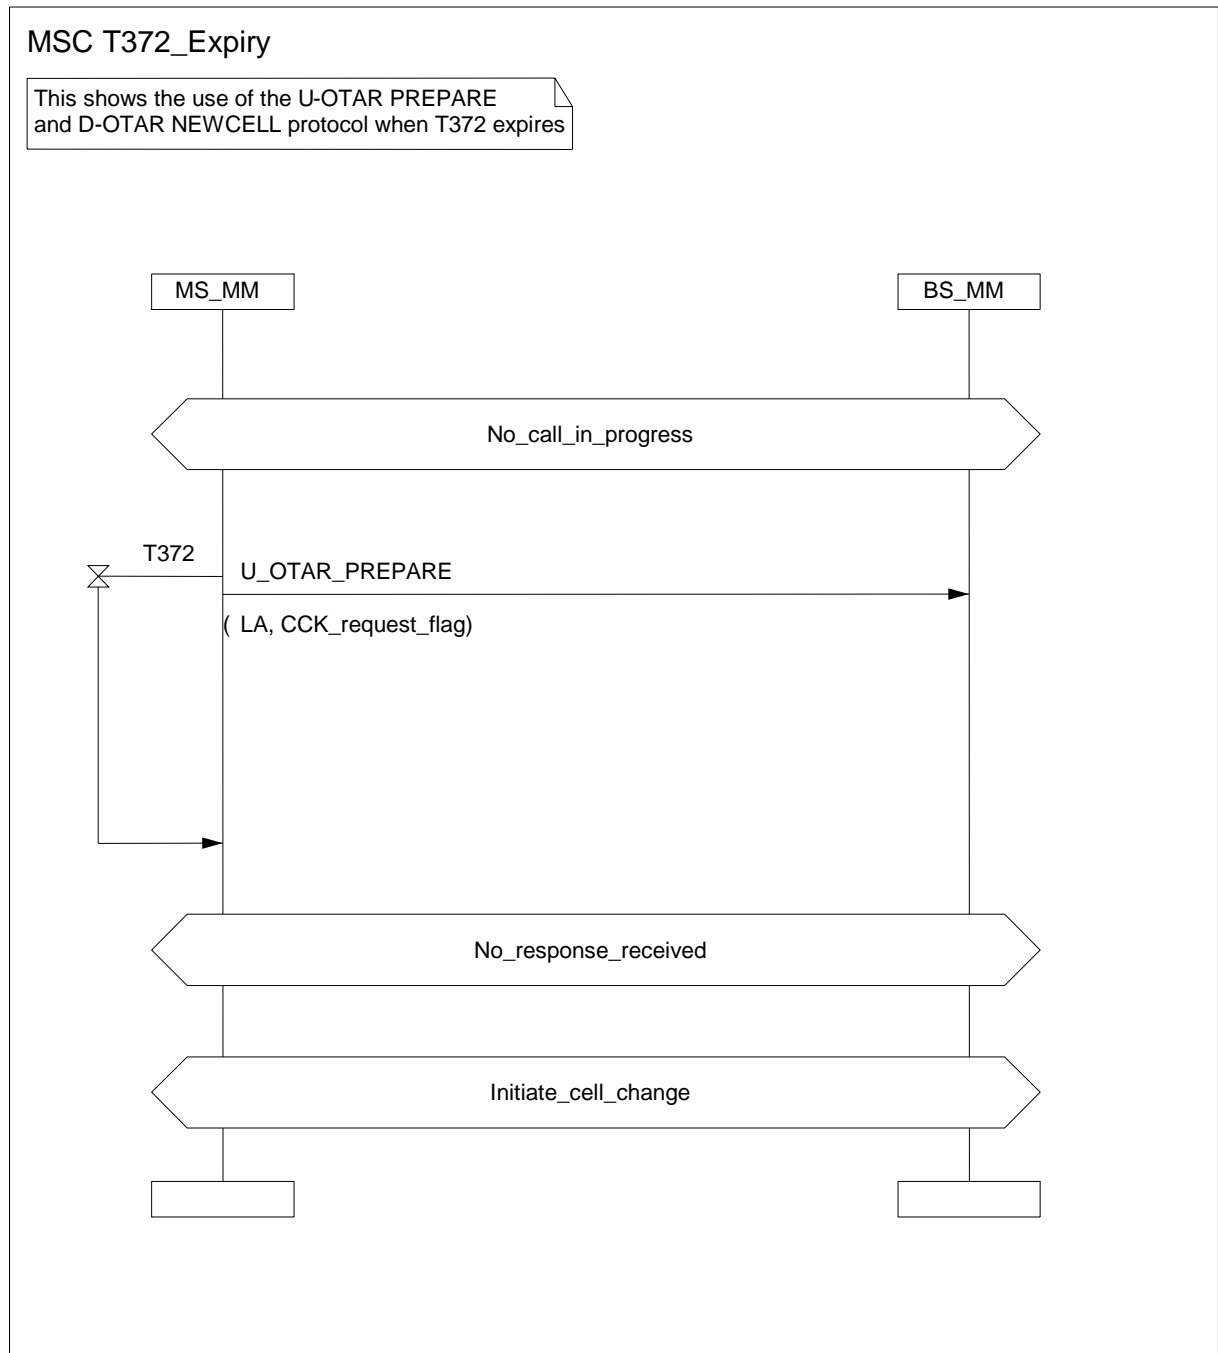 MSC T372_Expiry
This shows the use of the U-OTAR PREPARE
and D-OTAR NEWCELL protocol when T372 expires
MS_MM
BS_MM
No_call_in_progress
T372
U_OTAR_PREPARE
( LA, CCK_request_flag)
No_response_received
Initiate_cell_change